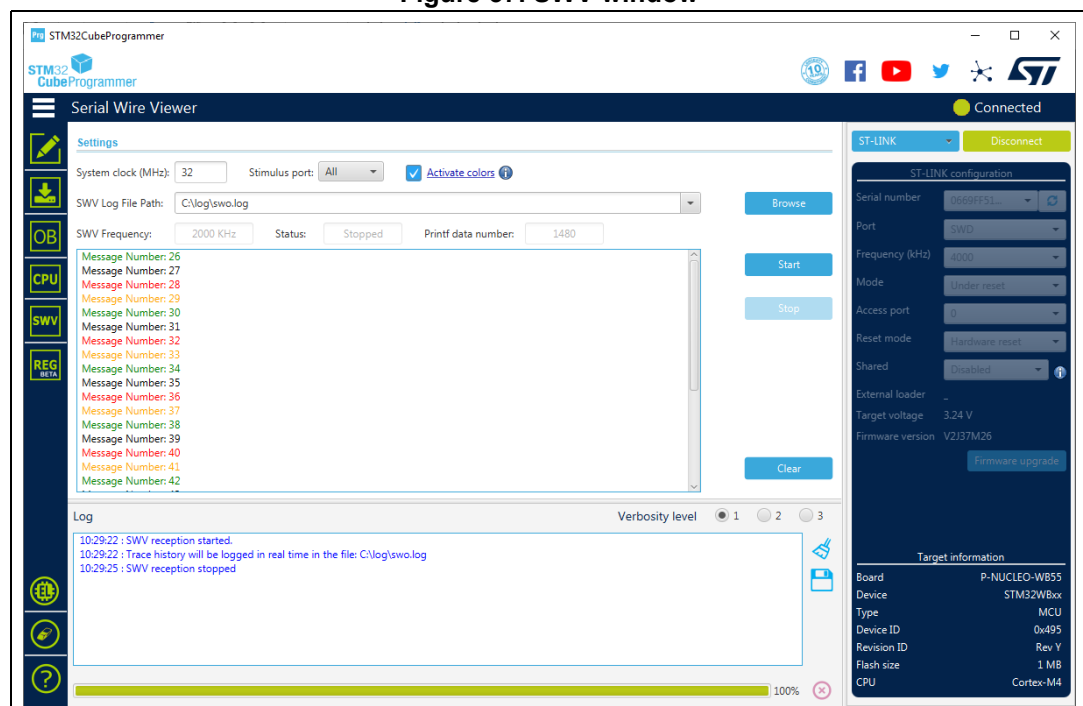 STM32CubeProgrammer
STM32
CubeProgrammer
Serial Wire Viewer
Connected
Settings
System clock (MHz): 32 Stimulus port: All Activate colors
SWV Log File Path: C:\log\swo.log Browse
SWV Frequency: 2000 KHz Status: Stopped Printf data number: 1480
Message Number: 26
Message Number: 27
Message Number: 28
Message Number: 29
Message Number: 30
Message Number: 31
Message Number: 32
Message Number: 33
Message Number: 34
Message Number: 35
Message Number: 36
Message Number: 37
Message Number: 38
Message Number: 39
Message Number: 40
Message Number: 41
Message Number: 42
Start
Stop
Clear
OB
CPU
SWV
REG
BETA
Log Verbosity level 1 2 3
10:29:22 : SWV reception started.
10:29:22 : Trace history will be logged in real time in the file: C:\log\swo.log
10:29:25 : SWV reception stopped
100%
ST-LINK Disconnect
ST-LINK configuration
Serial number 0669FF51...
Port SWD
Frequency (kHz) 4000
Mode Under reset
Access port 0
Reset mode Hardware reset
Shared Disabled
External loader _
Target voltage 3.24 V
Firmware version V2J37M26
Firmware upgrade
Target information
Board P-NUCLEO-WB55
Device STM32WBxx
Type MCU
Device ID 0x495
Revision ID Rev Y
Flash size 1 MB
CPU Cortex-M4